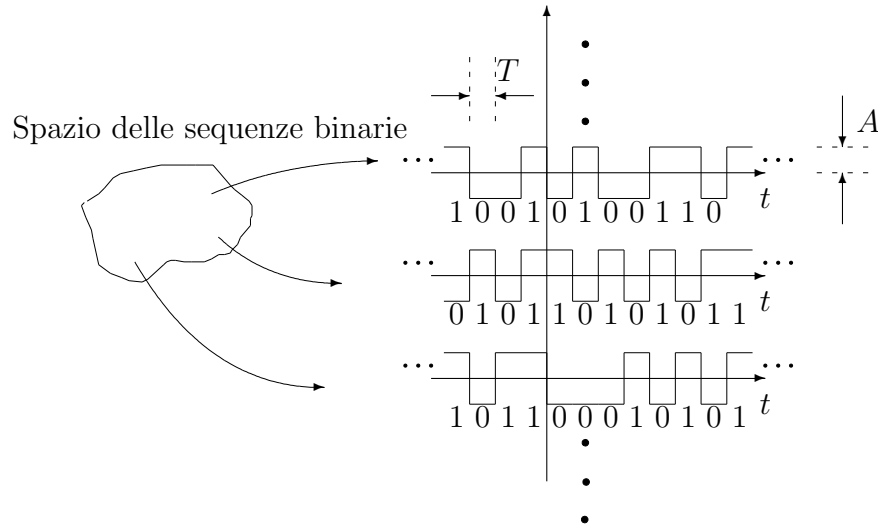 T
Spazio delle sequenze binarie
A
t
1 0 0 1 0 1 0 0 1 1 0
t
0 1 0 1 1 0 1 0 1 0 1 1
t
1 0 1 1 0 0 0 1 0 1 0 1